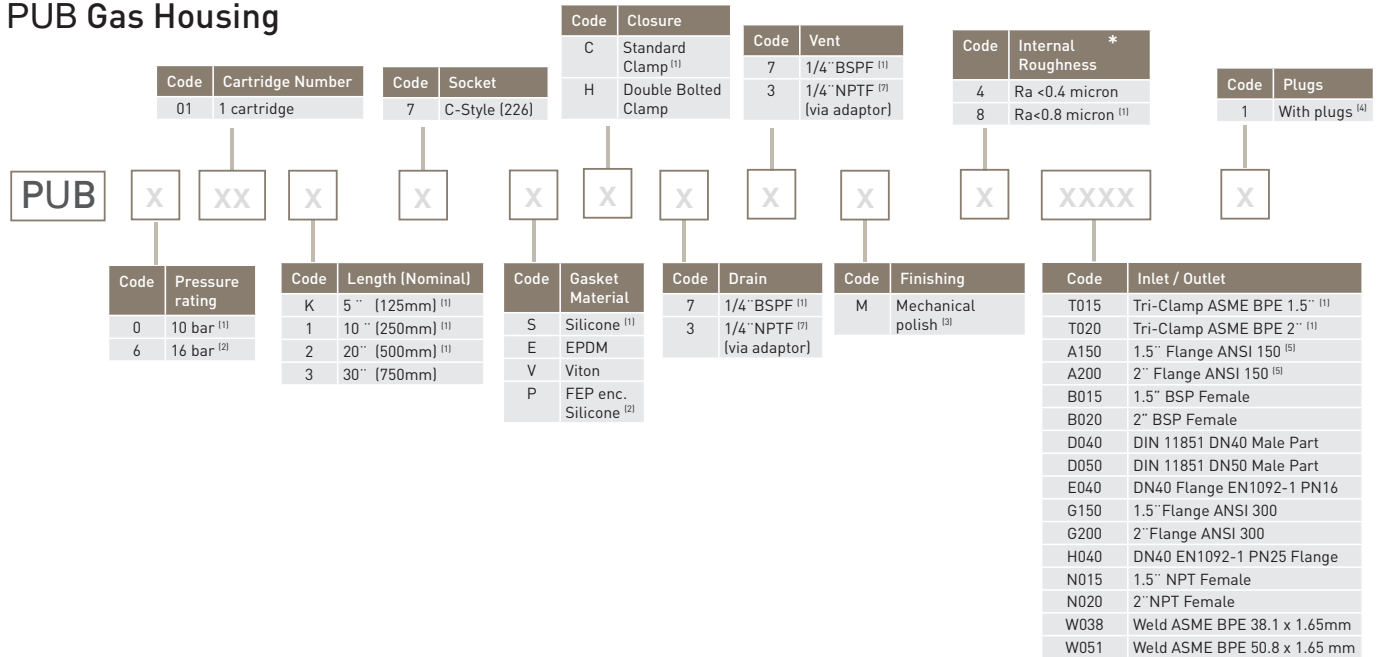 PUB Gas Housing
Code Cartridge Number
01 1 cartridge
Code Socket
7 C-Style (226)
Code Closure
C Standard
Clamp (1)
H Double Bolted
Clamp
Code Vent
7 1/4¨BSPF (1)
3 1/4¨NPTF (7)
(via adaptor)
Code Internal *
Roughness
4 Ra <0.4 micron
8 Ra<0.8 micron (1)
Code Plugs
1 With plugs (4)
PUB X XX X X X X X X X X XXXX X
Code Pressure
rating
0 10 bar (1)
6 16 bar (2)
Code Length (Nominal)
K 5 ¨ (125mm) (1)
1 10 ¨ (250mm) (1)
2 20¨ (500mm) (1)
3 30¨ (750mm)
Code Gasket
Material
S Silicone (1)
E EPDM
V Viton
P FEP enc.
Silicone (2)
Code Drain
7 1/4¨BSPF (1)
3 1/4¨NPTF (7)
(via adaptor)
Code Finishing
M Mechanical
polish (3)
Code Inlet / Outlet
T015 Tri-Clamp ASME BPE 1.5¨ (1)
T020 Tri-Clamp ASME BPE 2¨ (1)
A150 1.5¨ Flange ANSI 150 (5)
A200 2¨ Flange ANSI 150 (5)
B015 1.5" BSP Female
B020 2" BSP Female
D040 DIN 11851 DN40 Male Part
D050 DIN 11851 DN50 Male Part
E040 DN40 Flange EN1092-1 PN16
G150 1.5¨Flange ANSI 300
G200 2¨Flange ANSI 300
H040 DN40 EN1092-1 PN25 Flange
N015 1.5¨ NPT Female
N020 2¨NPT Female
W038 Weld ASME BPE 38.1 x 1.65mm
W051 Weld ASME BPE 50.8 x 1.65 mm